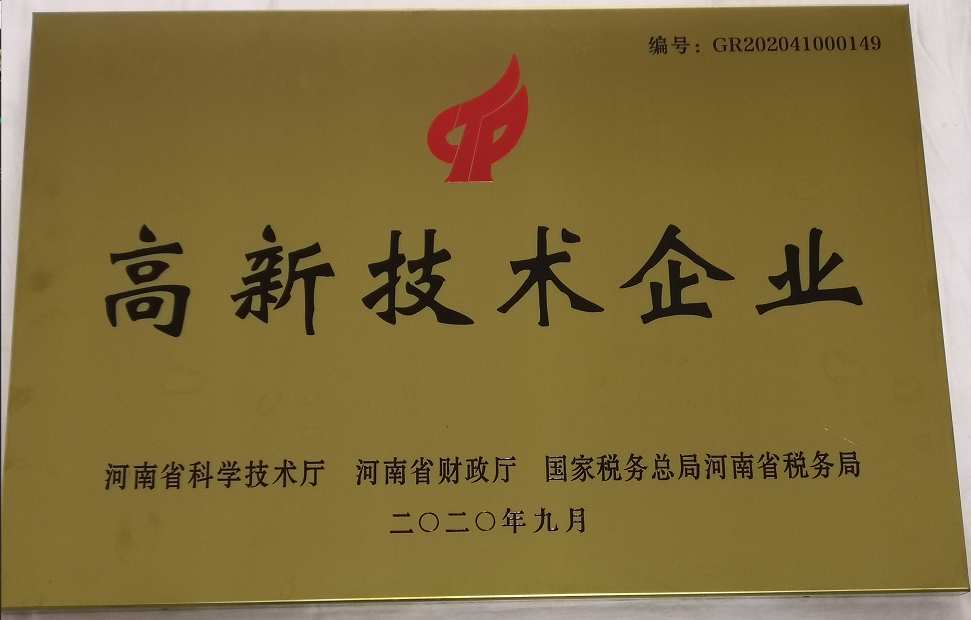 编号：GR202041000149
高新技术企业
河南省科学技术厅 河南省财政厅 国家税务总局河南省税务局
二〇二〇年九月